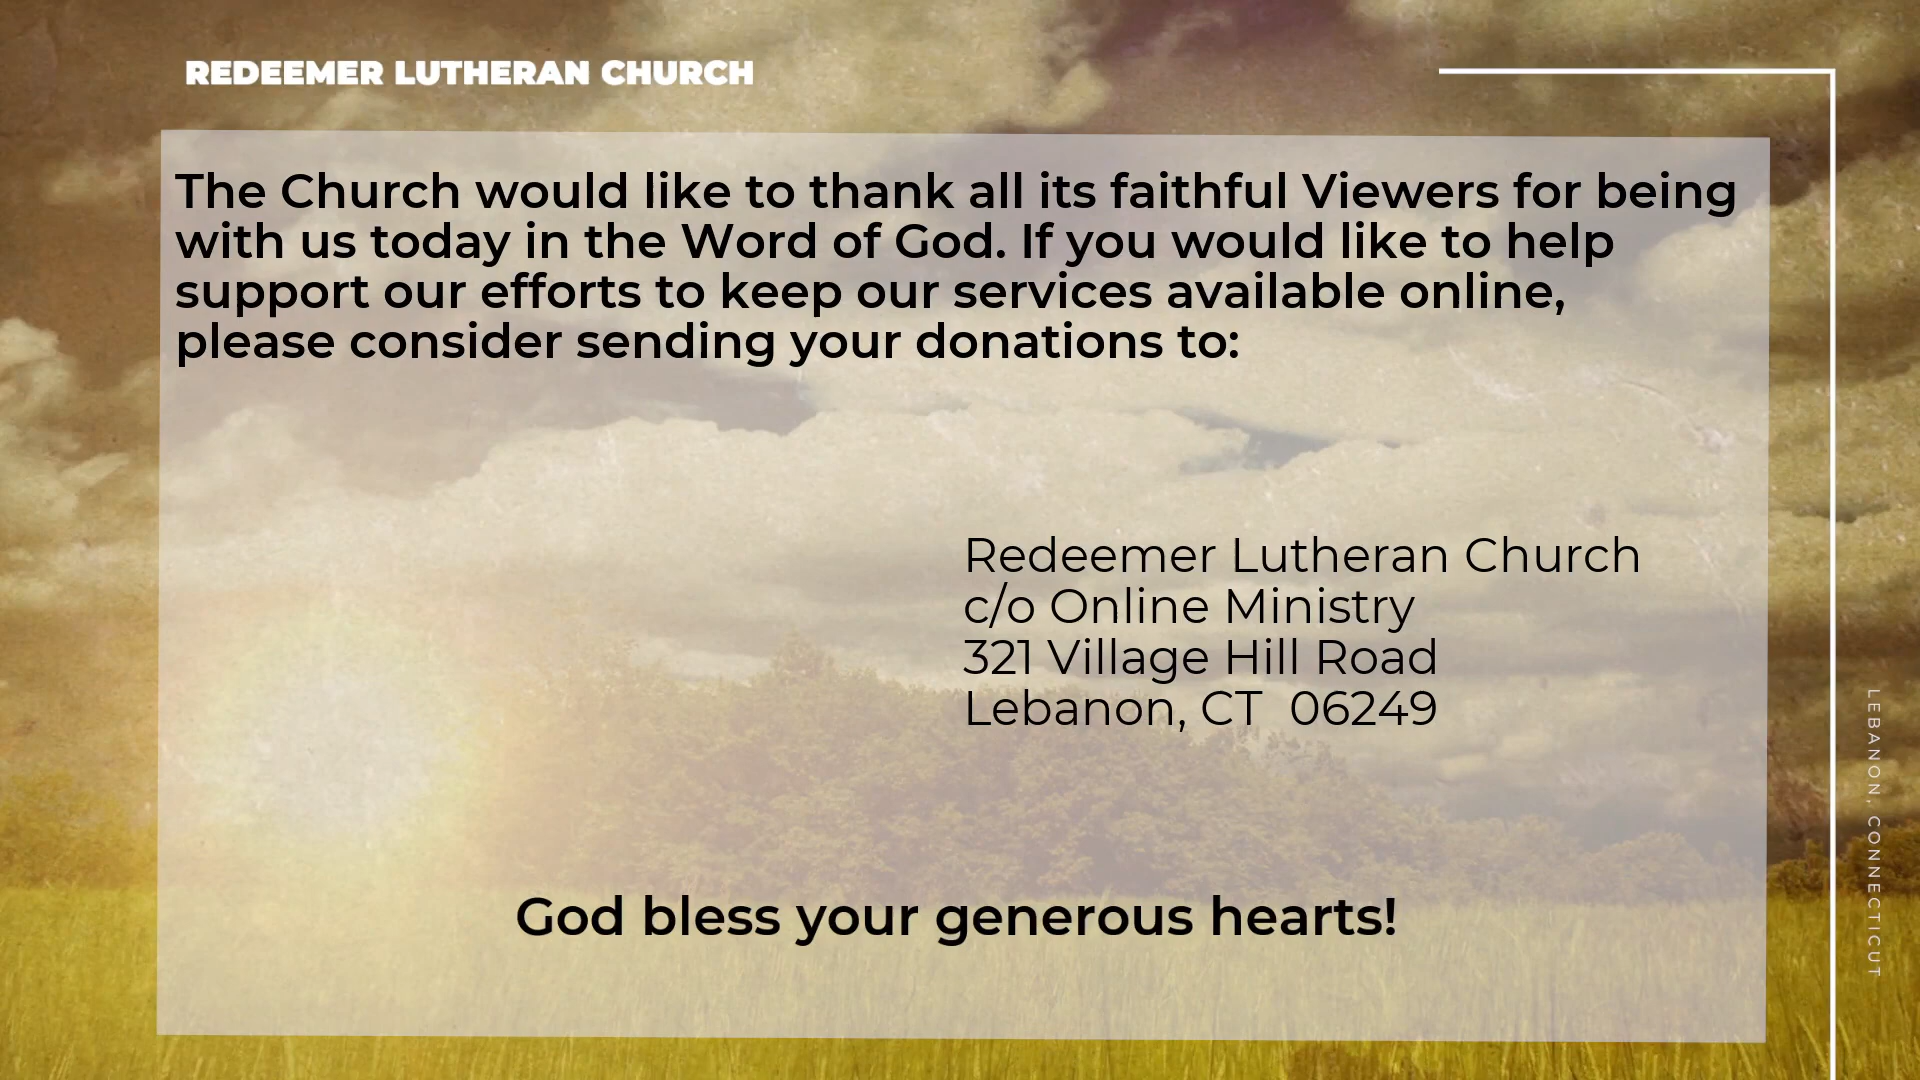 REDEEMER LUTHERAN CHURCH
The Church would like to thank all its faithful Viewers for being
with us today in the Word of God. If you would like to help
support our efforts to keep our services available online,
please consider sending your donations to:
Redeemer Lutheran Church
c/o Online Ministry
321 Village Hill Road
Lebanon, CT  06249
God bless your generous hearts!
LEBANON, CONNECTICUT